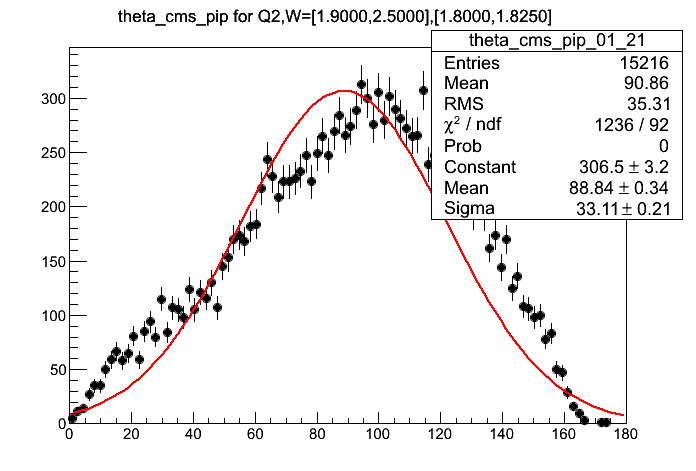 theta_cms_pip for Q2,W=[1.9000,2.5000],[1.8000,1.8250]
theta_cms_pip_01_21
Entries 15216
Mean 90.86
RMS 35.31
χ² / ndf 1236 / 92
Prob 0
Constant 306.5 ± 3.2
Mean 88.84 ± 0.34
Sigma 33.11 ± 0.21
300
250
200
150
100
50
0
0 20 40 60 80 100 120 140 160 180